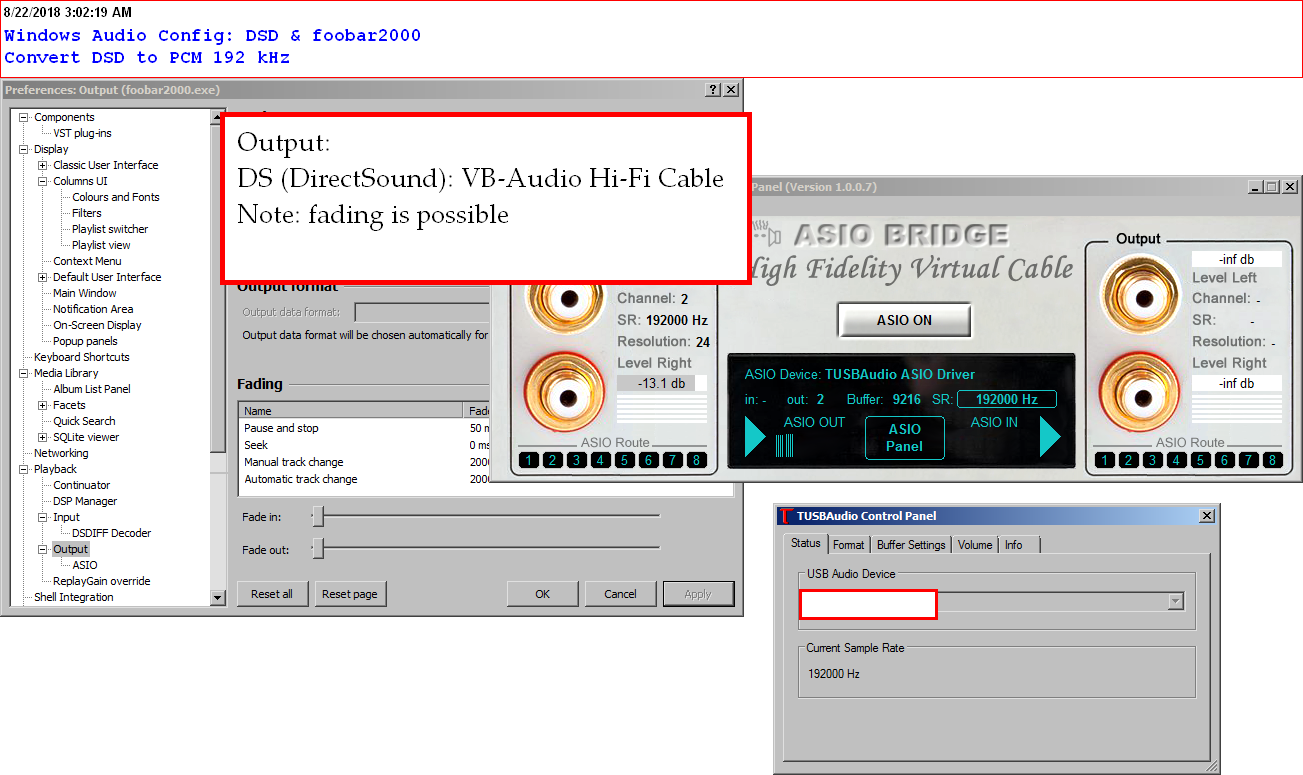 8/22/2018 3:02:19 AM
Windows Audio Config: DSD & foobar2000
Convert DSD to PCM 192 kHz
Preferences: Output (foobar2000.exe)
Components
VST plug-ins
Display
Classic User Interface
Columns UI
Colours and Fonts
Filters
Playlist switcher
Playlist view
Context Menu
Default User Interface
Main Window
Notification Area
On-Screen Display
Popup panels
Keyboard Shortcuts
Media Library
Album List Panel
Facets
Quick Search
SQLite viewer
Networking
Playback
Continuator
DSP Manager
Input
DSDIFF Decoder
Output
ASIO
ReplayGain override
Shell Integration
Output:
DS (DirectSound): VB-Audio Hi-Fi Cable
Note: fading is possible
Output format
Output data format:
Output data format will be chosen automatically for
Fading
Name
Pause and stop 50
Seek 0 ms
Manual track change 2000
Automatic track change 2000
Fade in:
Fade out:
Reset all Reset page OK Cancel Apply
Panel (Version 1.0.0.7)
ASIO BRIDGE
High Fidelity Virtual Cable
Channel: 2
SR: 192000 Hz
Resolution: 24
Level Right
-13.1 db
ASIO Route
1 2 3 4 5 6 7 8
ASIO ON
ASIO Device: TUSBAudio ASIO Driver
in: - out: 2 Buffer: 9216 SR: 192000 Hz
ASIO OUT
ASIO Panel
ASIO IN
Output
-inf db
Level Left
Channel: -
SR: -
Resolution: -
Level Right
-inf db
ASIO Route
1 2 3 4 5 6 7 8
TUSBAudio Control Panel
Status Format Buffer Settings Volume Info
USB Audio Device
Current Sample Rate
192000 Hz